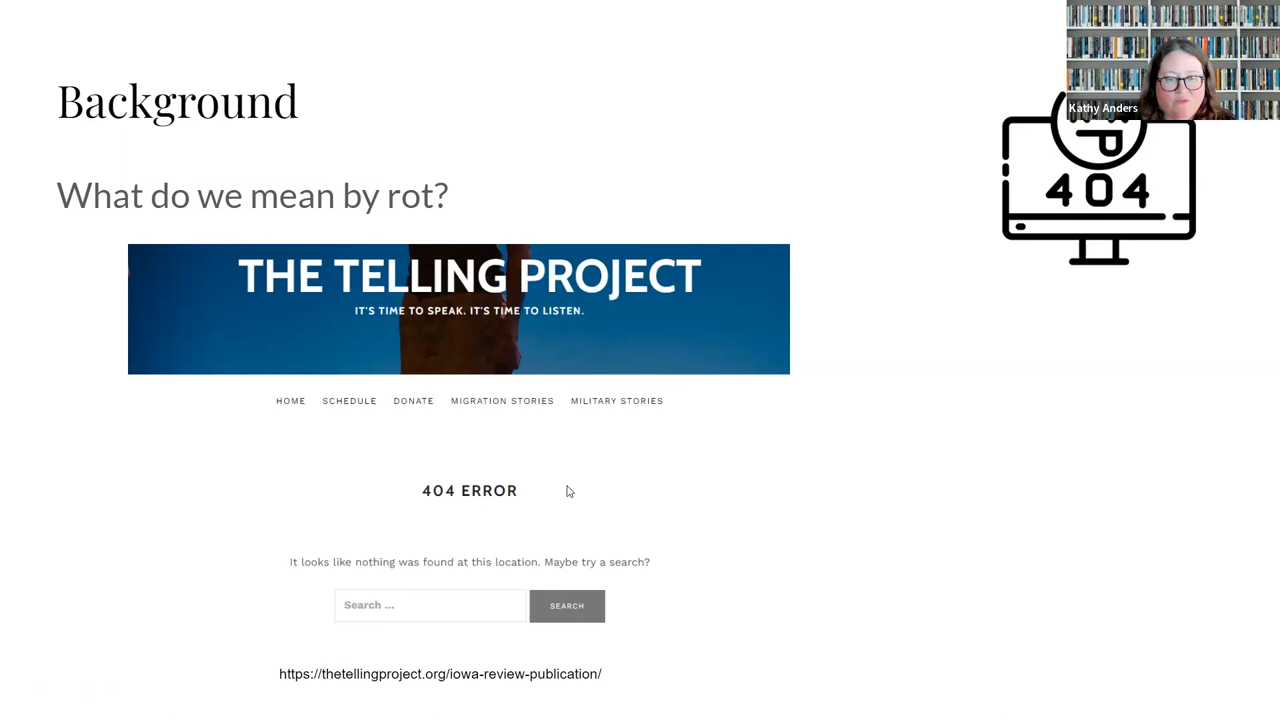 Background
Kathy Anders
P
404
What do we mean by rot?
THE TELLING PROJECT
IT'S TIME TO SPEAK. IT'S TIME TO LISTEN.
HOME SCHEDULE DONATE MIGRATION STORIES MILITARY STORIES
404 ERROR
It looks like nothing was found at this location. Maybe try a search?
Search ...
SEARCH
https://thetellingproject.org/iowa-review-publication/